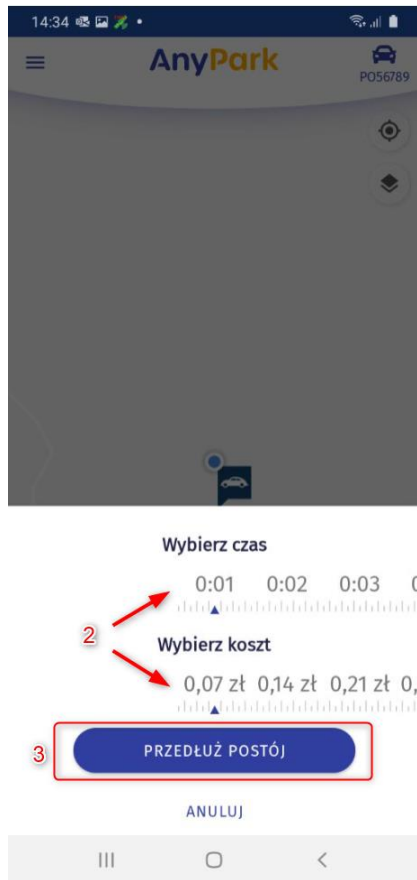 14:34
AnyPark
PO56789
Wybierz czas
0:01 0:02 0:03
2
Wybierz koszt
0,07 zł 0,14 zł 0,21 zł 0,
3
PRZEDŁUŻ POSTÓJ
ANULUJ